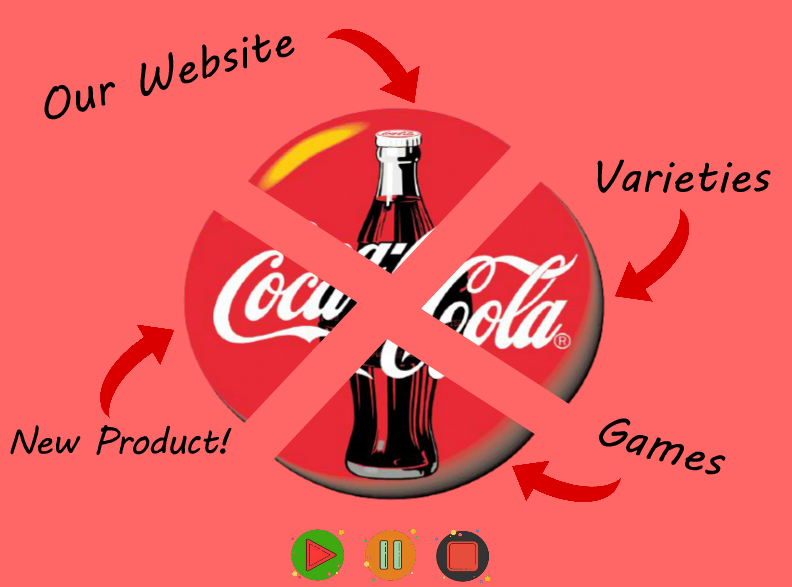 Our Website
Varieties
Coca-Cola®
New Product!
Games